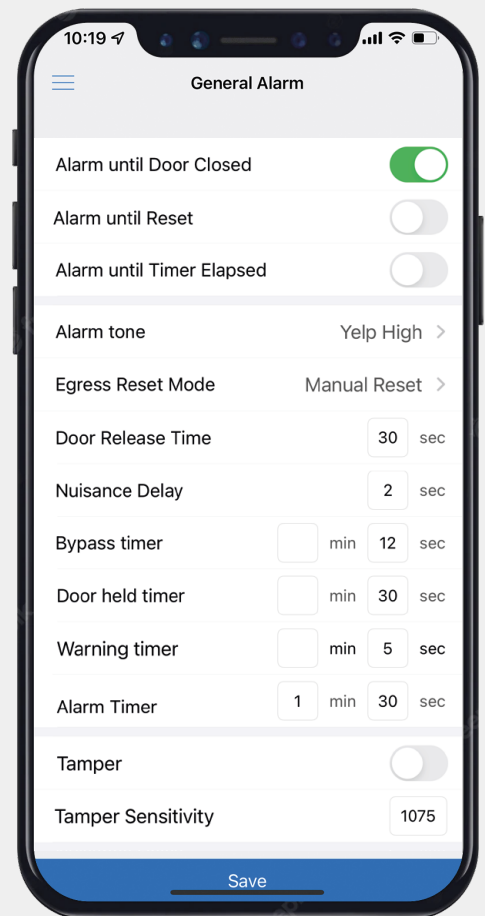 10:19
General Alarm
Alarm until Door Closed
Alarm until Reset
Alarm until Timer Elapsed
Alarm tone Yelp High
Egress Reset Mode Manual Reset
Door Release Time 30 sec
Nuisance Delay 2 sec
Bypass timer min 12 sec
Door held timer min 30 sec
Warning timer min 5 sec
Alarm Timer 1 min 30 sec
Tamper
Tamper Sensitivity 1075
Save